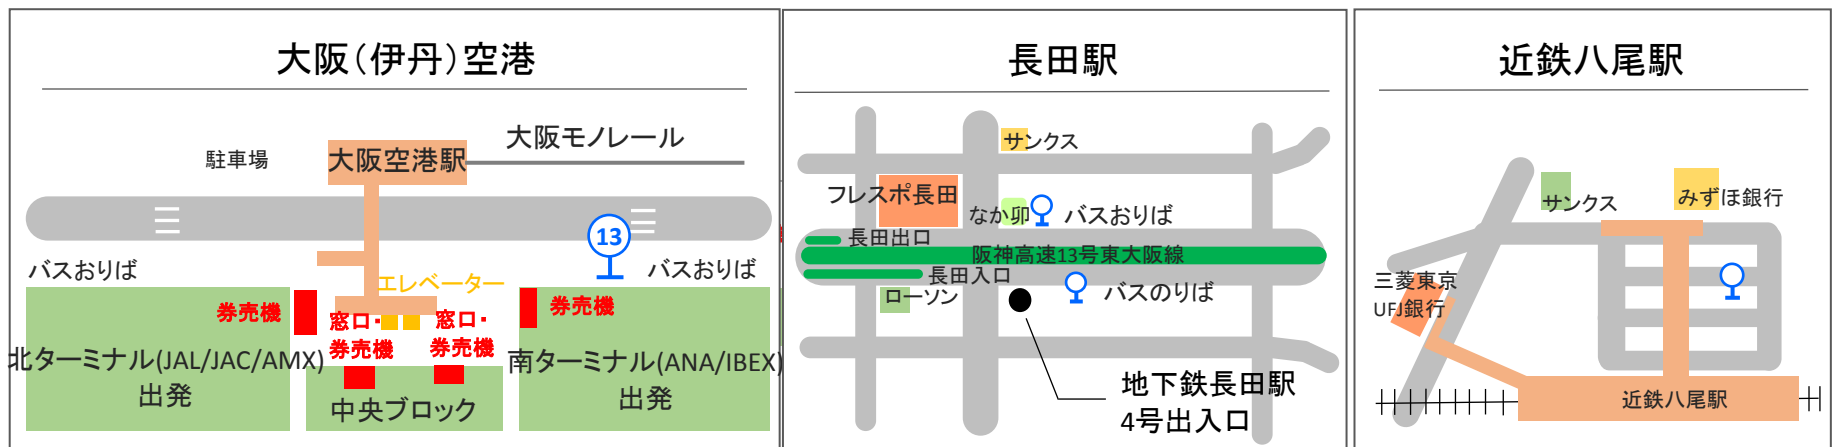 大阪（伊丹）空港
大阪モノレール
大阪空港駅
駐車場
13
バスおりば
バスおりば
エレベーター
券売機
窓口・
券売機
窓口・
券売機
券売機
北ターミナル(JAL/JAC/AMX)
出発
中央ブロック
南ターミナル(ANA/IBEX)
出発
長田駅
サンクス
フレスポ長田
なか卯
バスおりば
長田出口
阪神高速13号東大阪線
長田入口
ローソン
バスのりば
地下鉄長田駅
4号出入口
近鉄八尾駅
サンクス
みずほ銀行
三菱東京
UFJ銀行
近鉄八尾駅